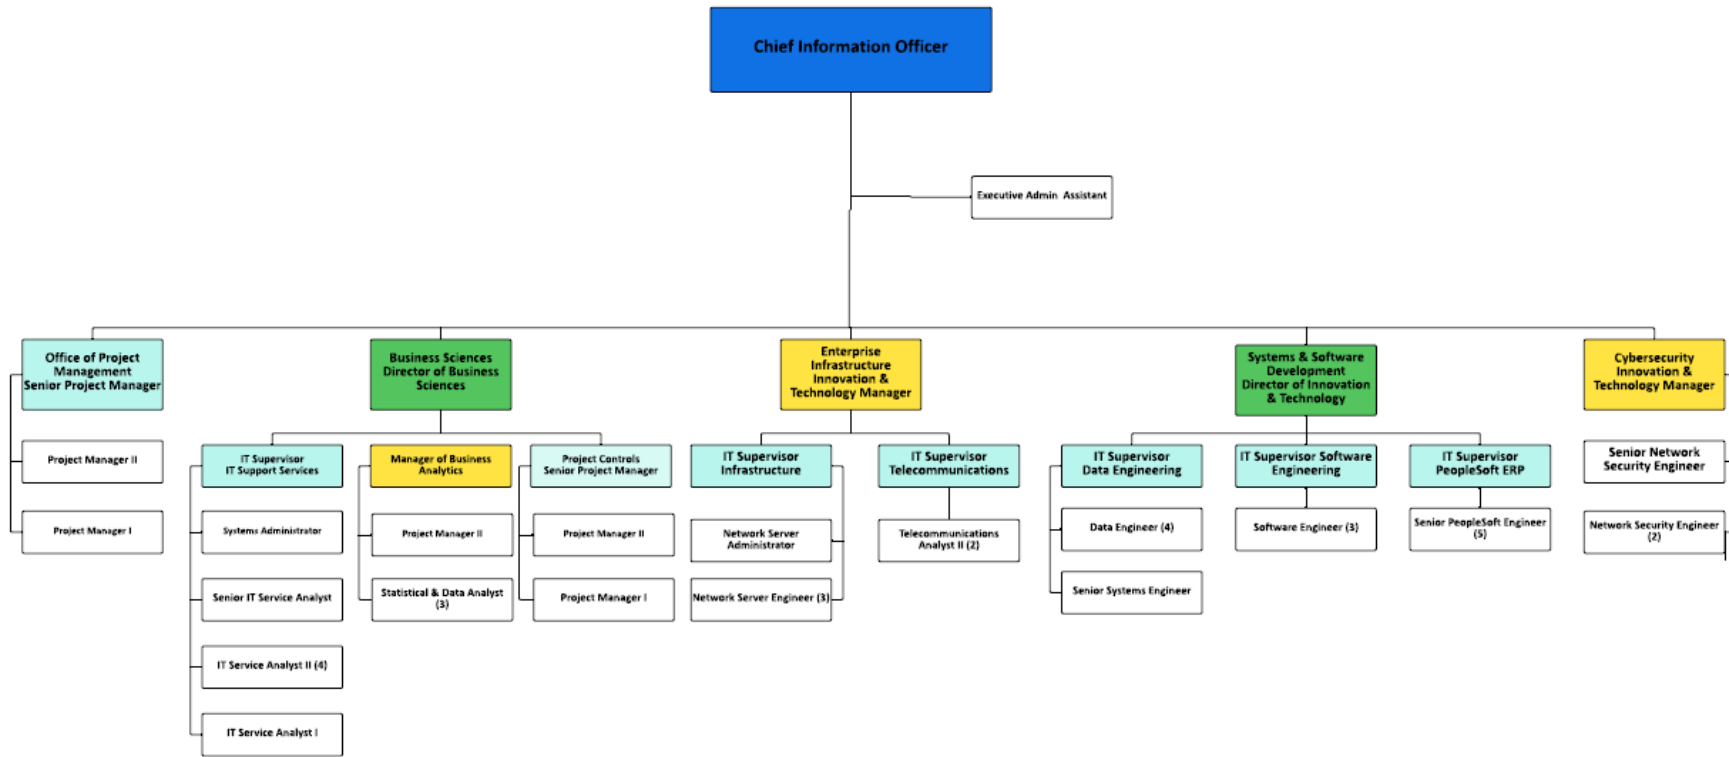 Chief Information Officer
Executive Admin Assistant
Office of Project
Management
Senior Project Manager
Project Manager II
Project Manager I
Business Sciences
Director of Business
Sciences
IT Supervisor
IT Support Services
Systems Administrator
Senior IT Service Analyst
IT Service Analyst II (4)
IT Service Analyst I
Manager of Business
Analytics
Project Manager II
Statistical & Data Analyst
(3)
Project Controls
Senior Project Manager
Project Manager II
Project Manager I
Enterprise
Infrastructure
Innovation &
Technology Manager
IT Supervisor
Infrastructure
Network Server
Administrator
Network Server Engineer (3)
IT Supervisor
Telecommunications
Telecommunications
Analyst II (2)
Systems & Software
Development
Director of Innovation
& Technology
IT Supervisor
Data Engineering
Data Engineer (4)
Senior Systems Engineer
IT Supervisor Software
Engineering
Software Engineer (3)
IT Supervisor
PeopleSoft ERP
Senior PeopleSoft Engineer
(5)
Cybersecurity
Innovation &
Technology Manager
Senior Network
Security Engineer
Network Security Engineer
(2)